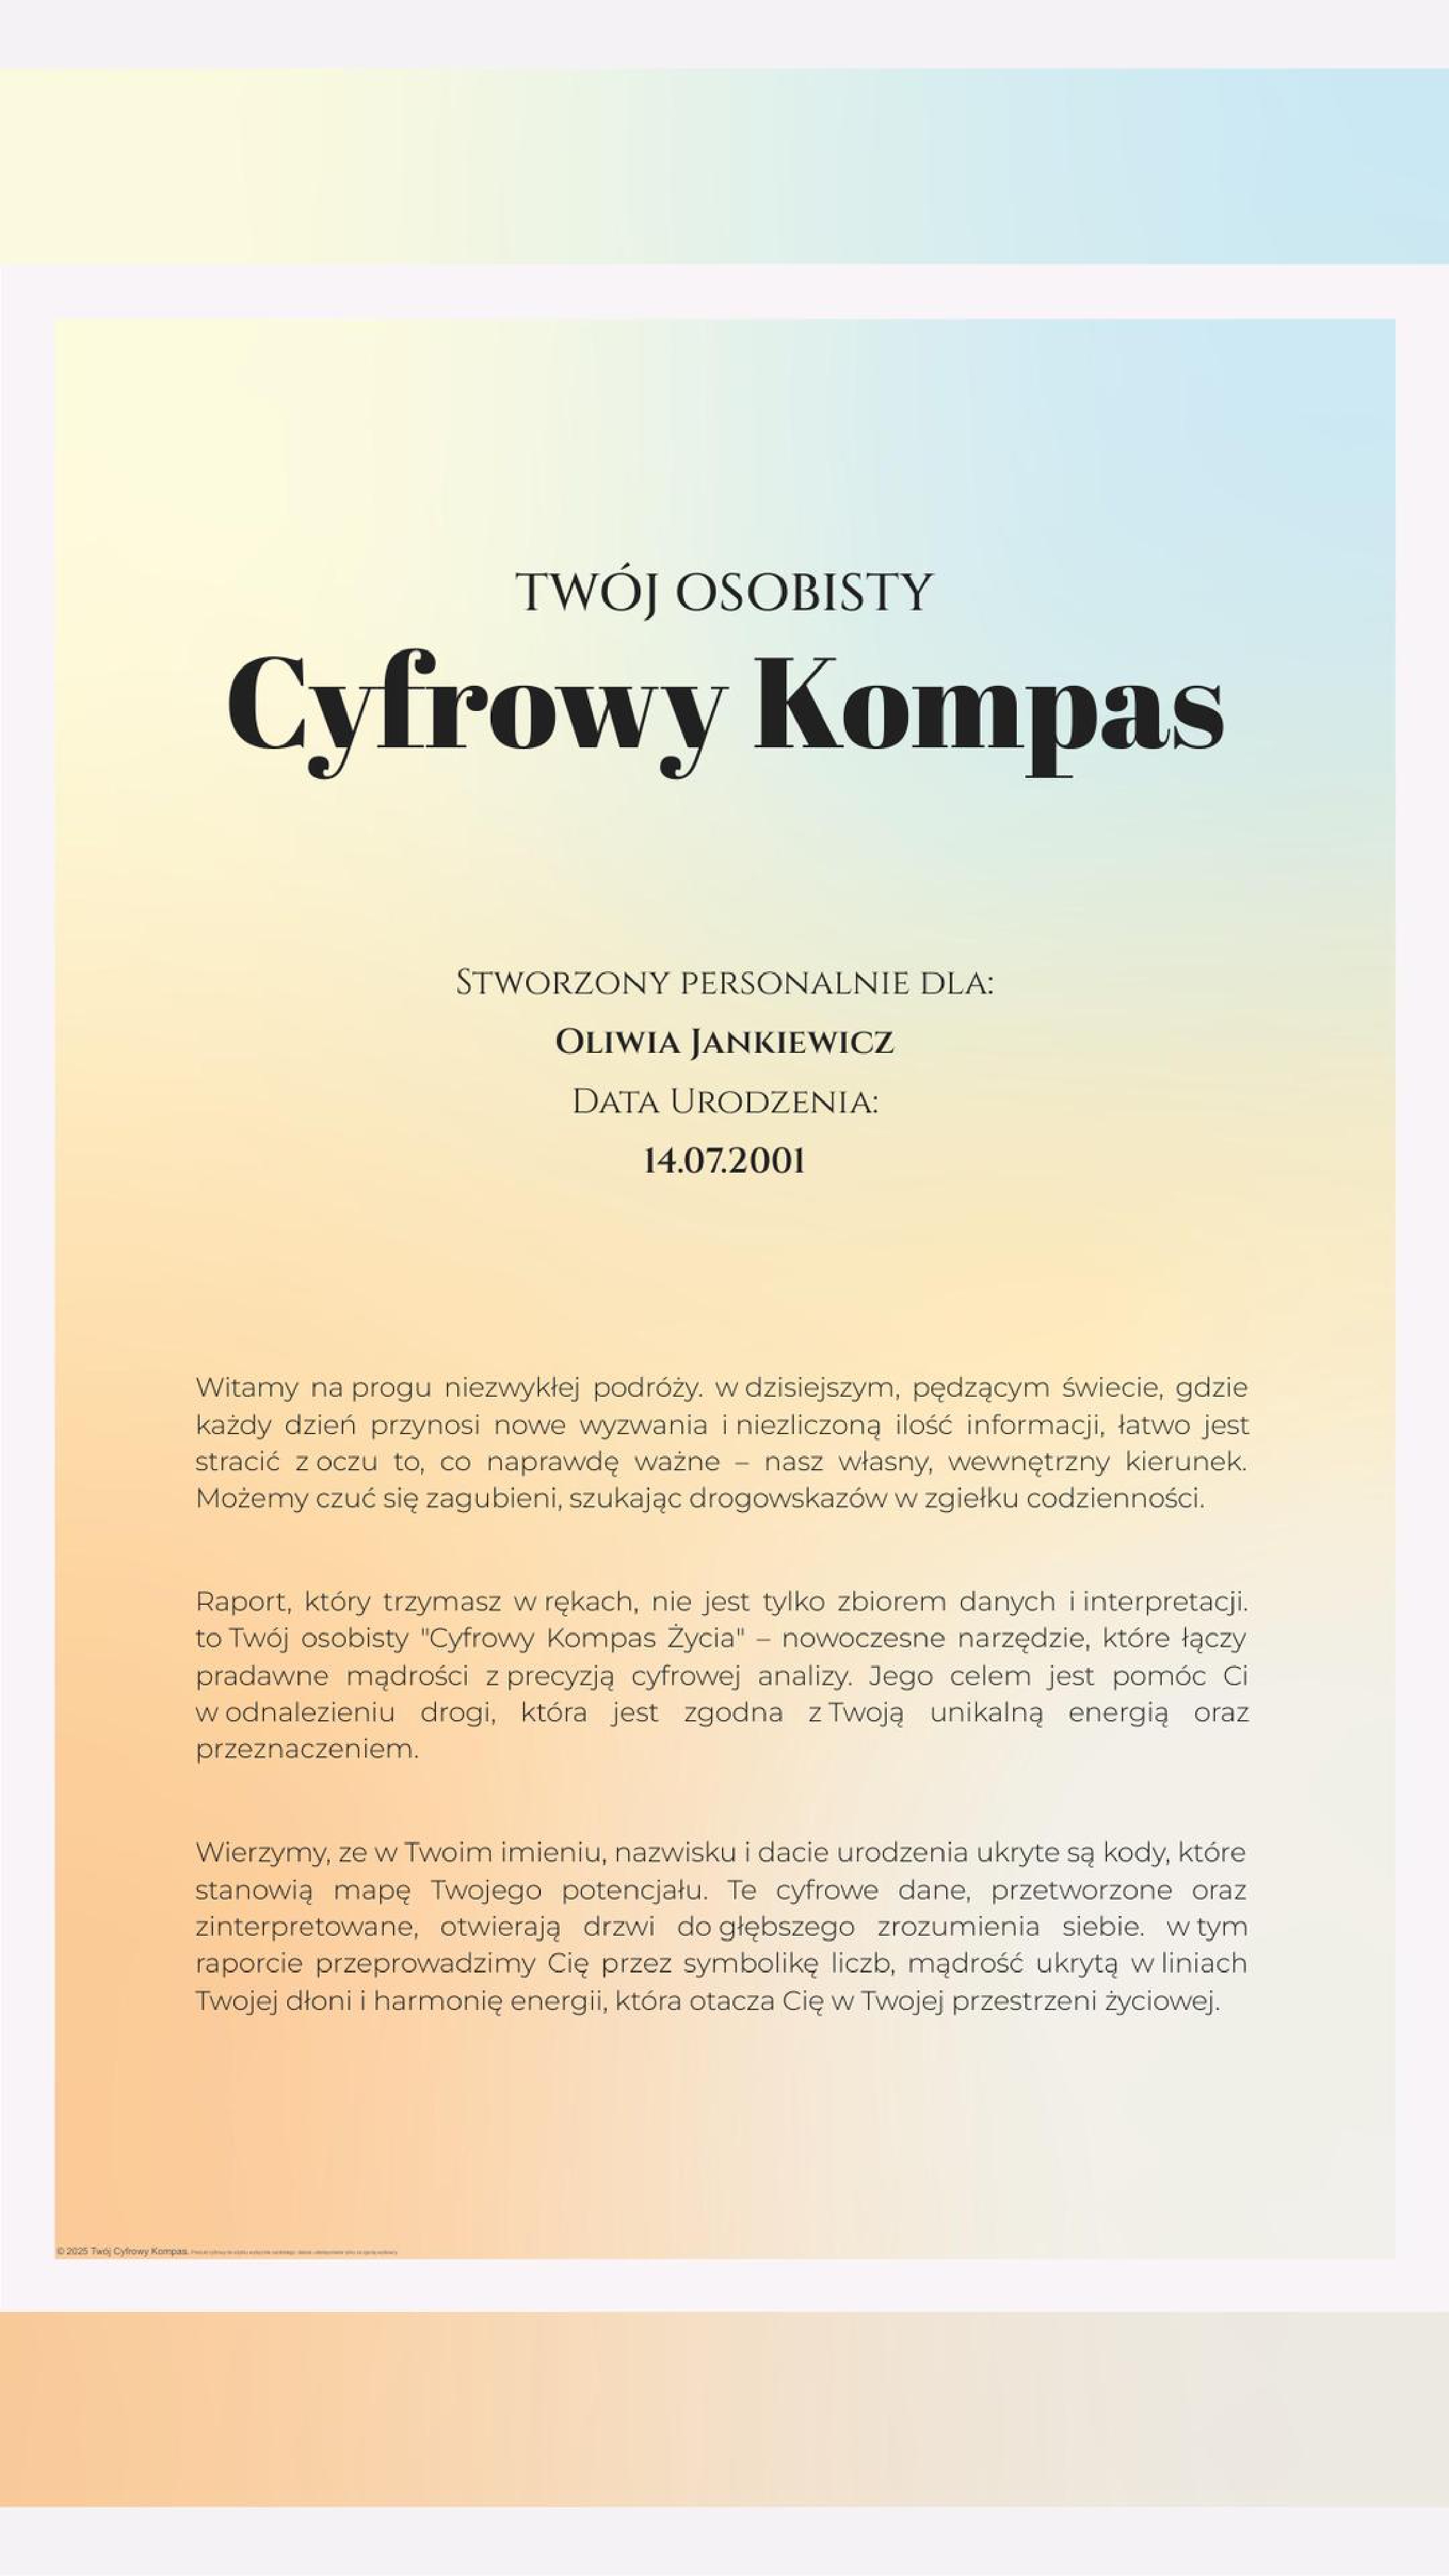 TWÓJ OSOBISTY
Cyfrowy Kompas
Stworzony personalnie dla:
Oliwia Jankiewicz
Data Urodzenia:
14.07.2001
Witamy na progu niezwykłej podróży. w dzisiejszym, pędzącym świecie, gdzie
każdy dzień przynosi nowe wyzwania i niezliczoną ilość informacji, łatwo jest
stracić z oczu to, co naprawdę ważne – nasz własny, wewnętrzny kierunek.
Możemy czuć się zagubieni, szukając drogowskazów w zgiełku codzienności.
Raport, który trzymasz w rękach, nie jest tylko zbiorem danych i interpretacji.
to Twój osobisty "Cyfrowy Kompas Życia" – nowoczesne narzędzie, które łączy
pradawne mądrości z precyzją cyfrowej analizy. Jego celem jest pomóc Ci
w odnalezieniu drogi, która jest zgodna z Twoją unikalną energią oraz
przeznaczeniem.
Wierzymy, ze w Twoim imieniu, nazwisku i dacie urodzenia ukryte są kody, które
stanowią mapę Twojego potencjału. Te cyfrowe dane, przetworzone oraz
zinterpretowane, otwierają drzwi do głębszego zrozumienia siebie. w tym
raporcie przeprowadzimy Cię przez symbolikę liczb, mądrość ukrytą w liniach
Twojej dłoni i harmonię energii, która otacza Cię w Twojej przestrzeni życiowej.
© 2025 Twój Cyfrowy Kompas.